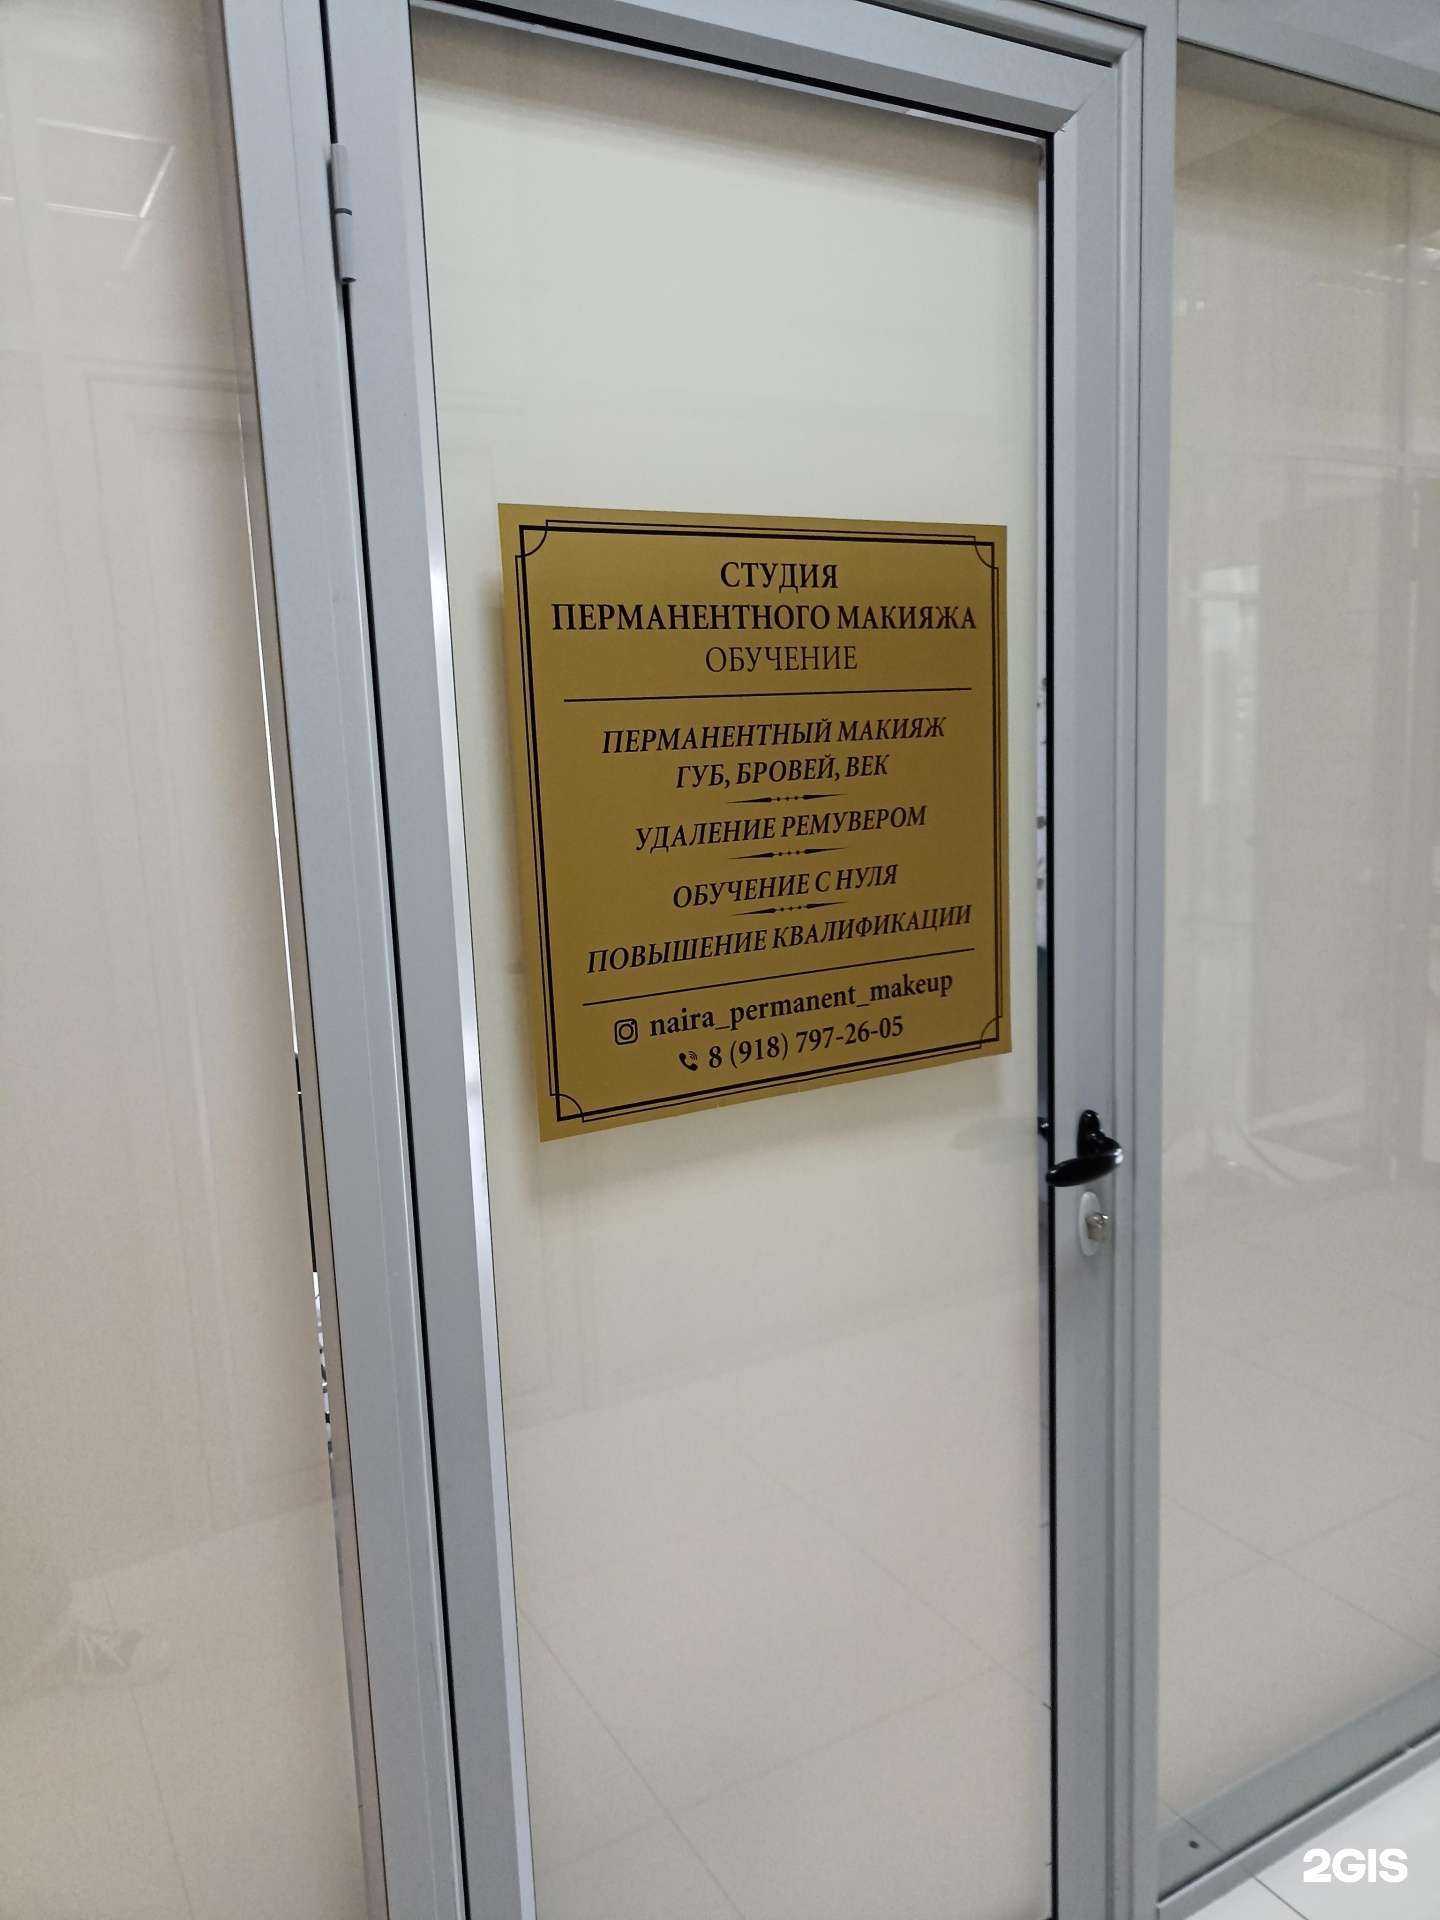 СТУДИЯ
ПЕРМАНЕНТНОГО МАКИЯЖА
ОБУЧЕНИЕ
ПЕРМАНЕНТНЫЙ МАКИЯЖ
ГУБ, БРОВЕЙ, ВЕК
УДАЛЕНИЕ РЕМУВЕРОМ
ОБУЧЕНИЕ С НУЛЯ
ПОВЫШЕНИЕ КВАЛИФИКАЦИИ
naira_permanent_makeup
8 (918) 797-26-05
2GIS